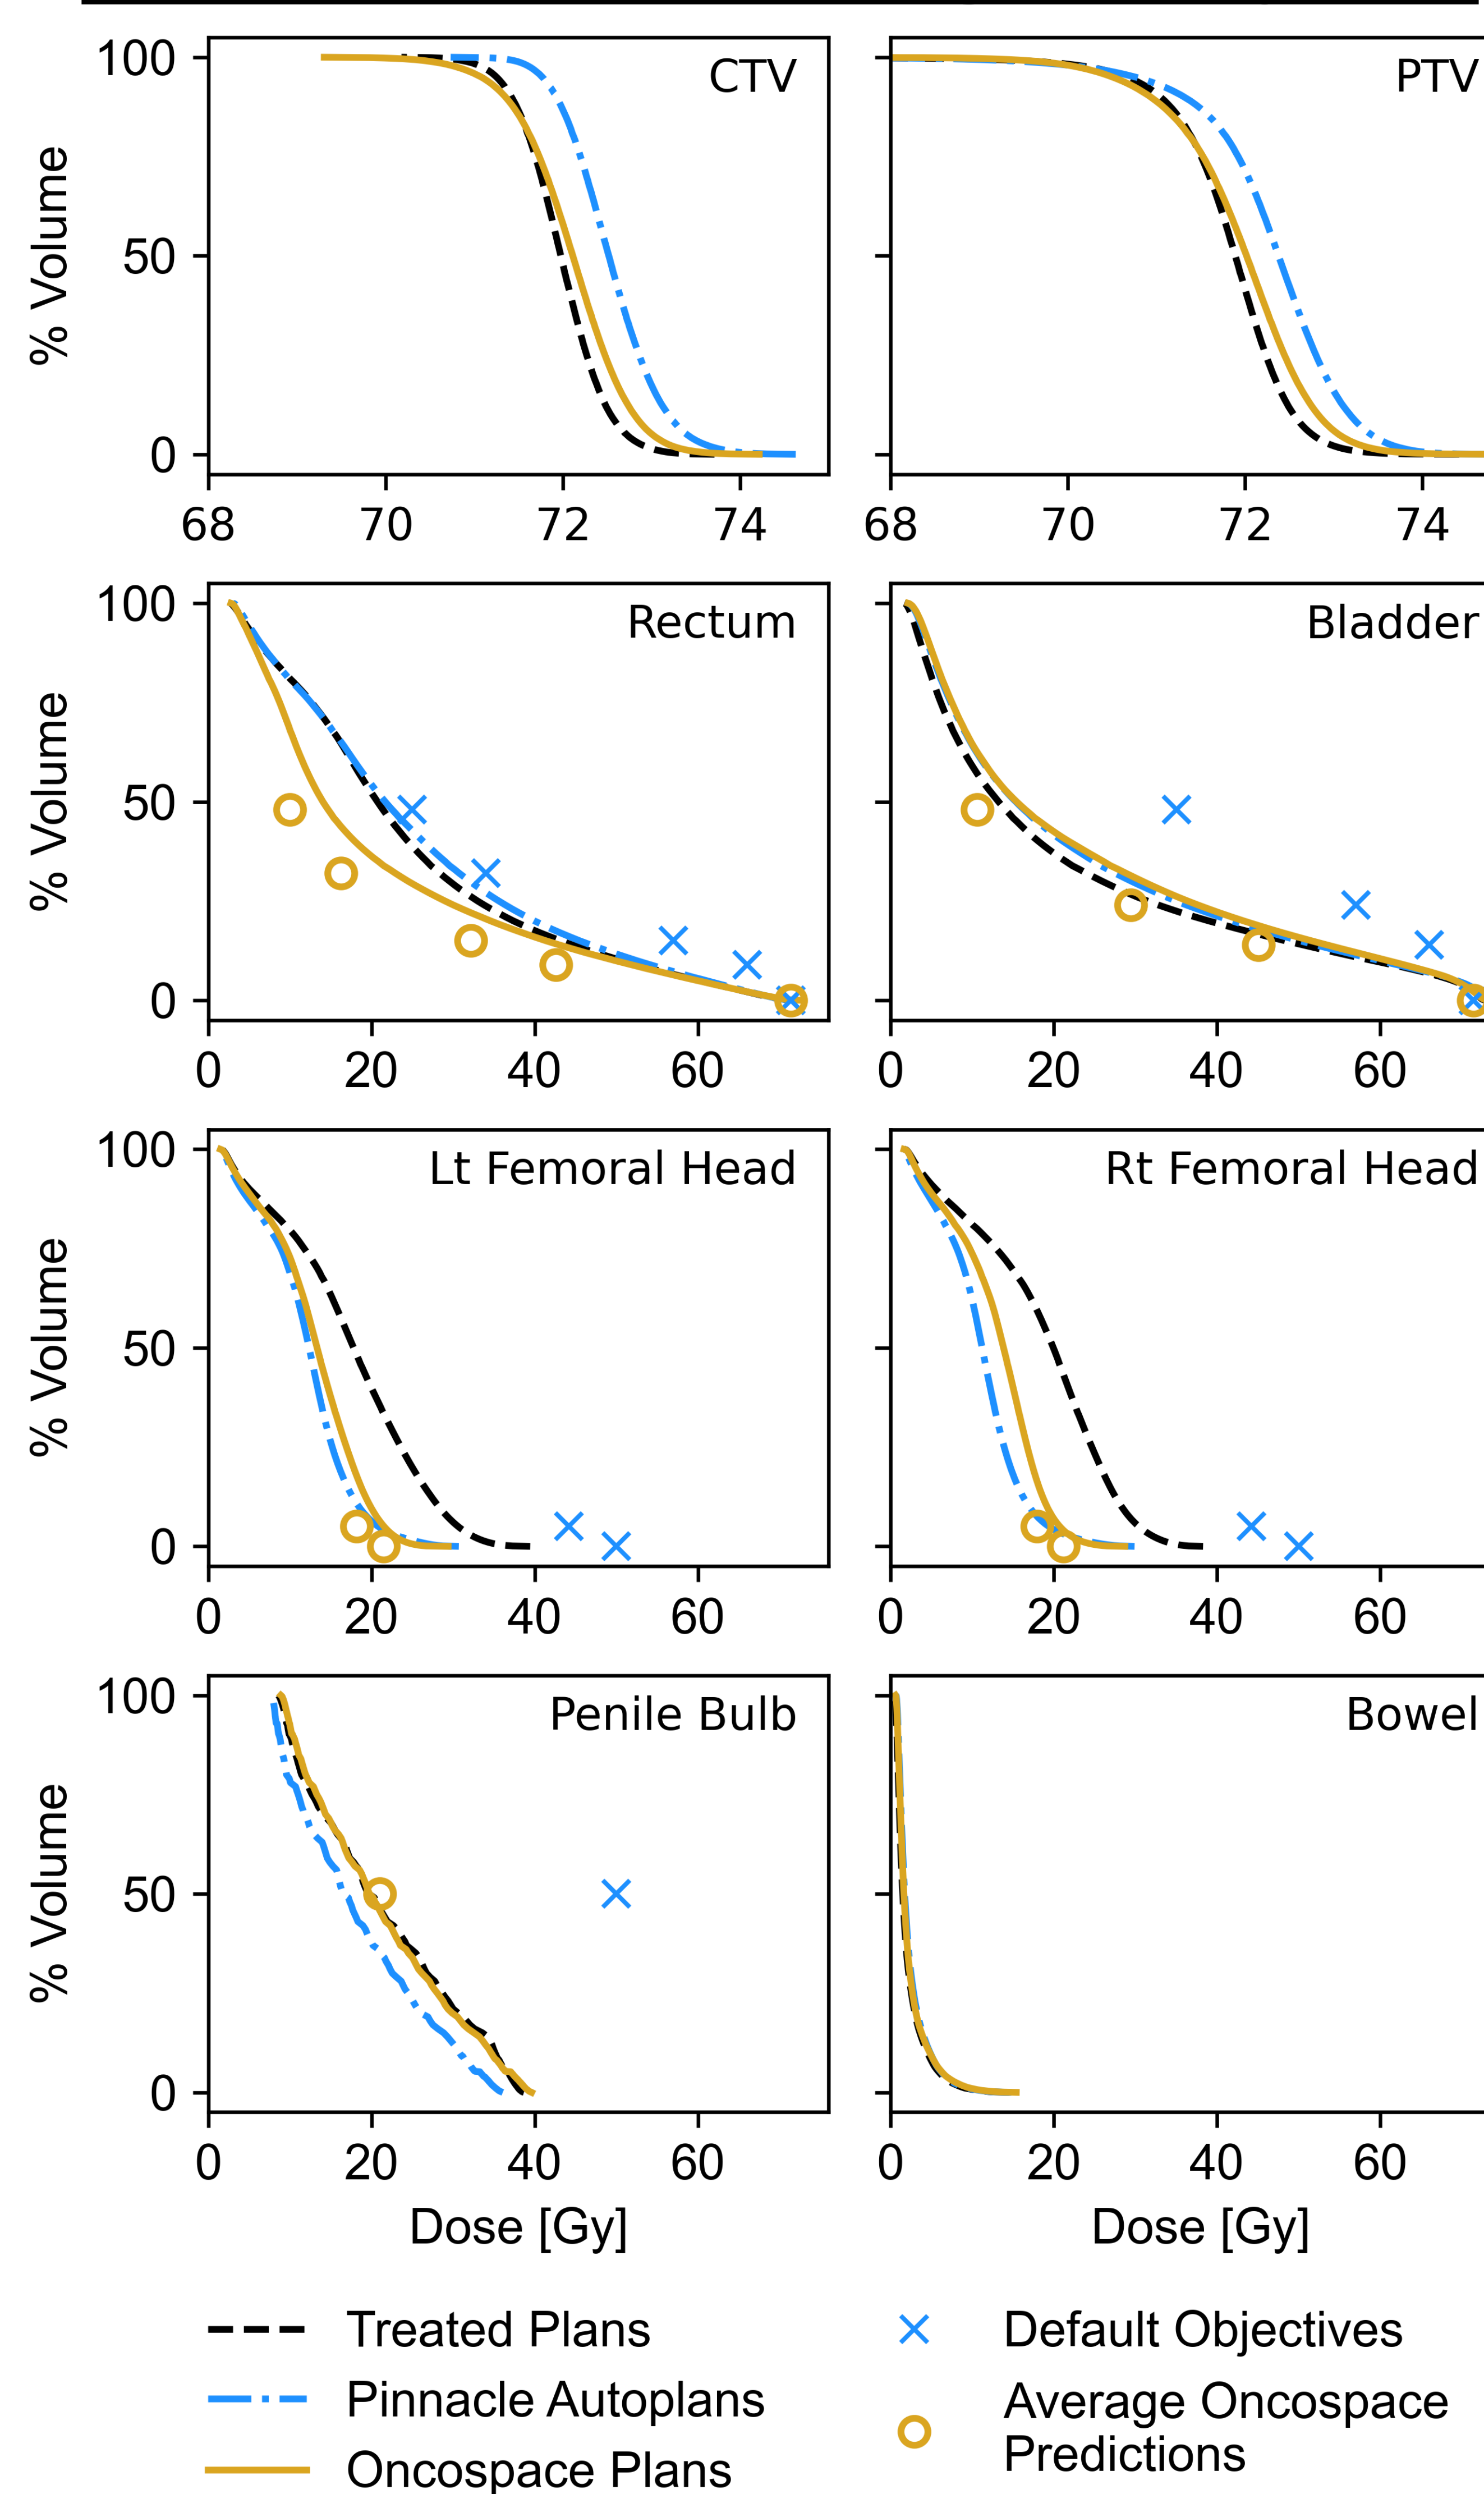 100
50
0
% Volume
CTV
68 70 72 74
PTV
68 70 72 74
100
50
0
% Volume
Rectum
0 20 40 60
Bladder
0 20 40 60
100
50
0
% Volume
Lt Femoral Head
0 20 40 60
Rt Femoral Head
0 20 40 60
100
50
0
% Volume
Penile Bulb
0 20 40 60
Dose [Gy]
Bowel
0 20 40 60
Dose [Gy]
Treated Plans
Pinnacle Autoplans
Oncospace Plans
Default Objectives
Average Oncospace
Predictions